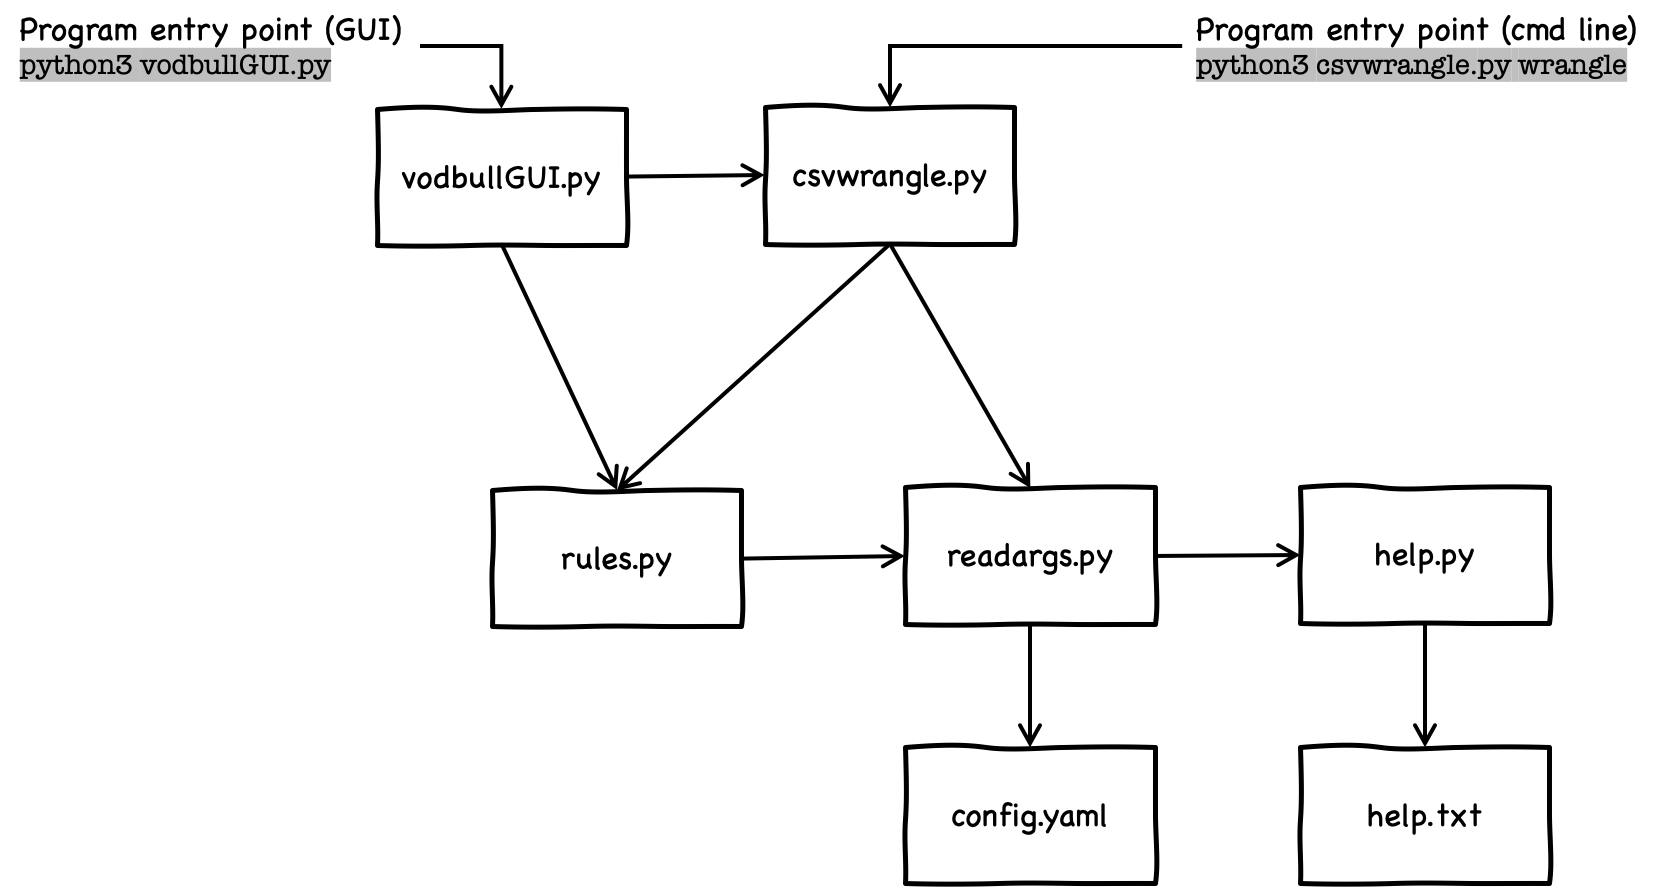 Program entry point (GUI)
python3 vodbullGUI.py
Program entry point (cmd line)
python3 csvwrangle.py wrangle
vodbullGUI.py
csvwrangle.py
rules.py
readargs.py
help.py
config.yaml
help.txt